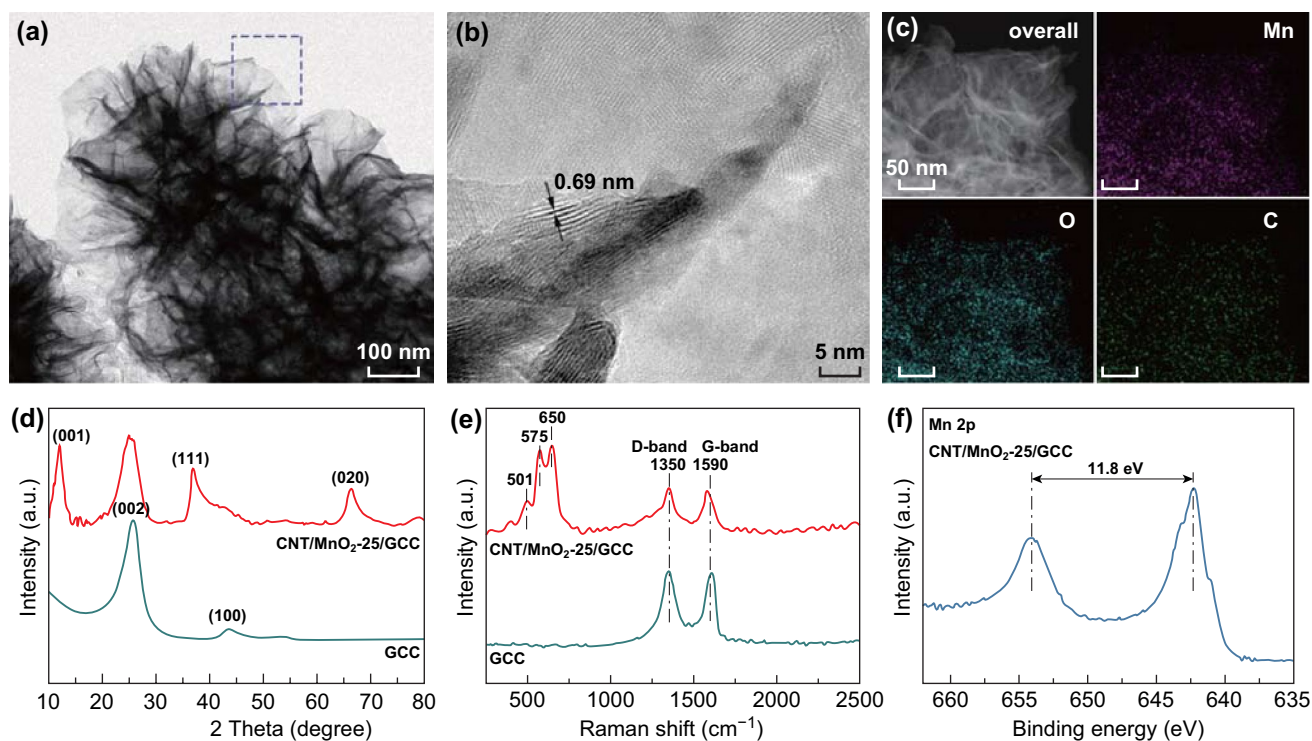 (a)
100 nm
(b)
0.69 nm
5 nm
(c)
overall
Mn
50 nm
O
C
(d)
(001)
(002)
(111)
(020)
CNT/MnO₂-25/GCC
(100)
GCC
Intensity (a.u.)
10 20 30 40 50 60 70 80
2 Theta (degree)
(e)
650
575
501
D-band
1350
G-band
1590
CNT/MnO₂-25/GCC
GCC
Intensity (a.u.)
500 1000 1500 2000 2500
Raman shift (cm⁻¹)
(f)
Mn 2p
CNT/MnO₂-25/GCC
11.8 eV
Intensity (a.u.)
660 655 650 645 640 635
Binding energy (eV)